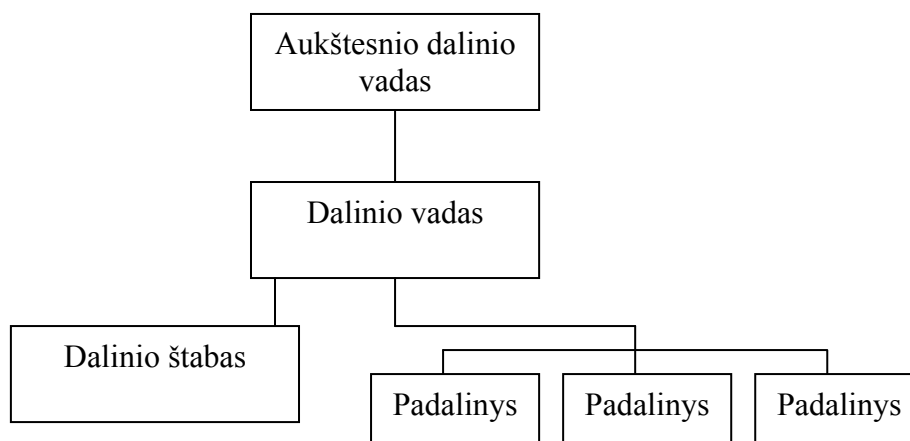 Aukštesnio dalinio
vadas
Dalinio vadas
Dalinio štabas
Padalinys
Padalinys
Padalinys